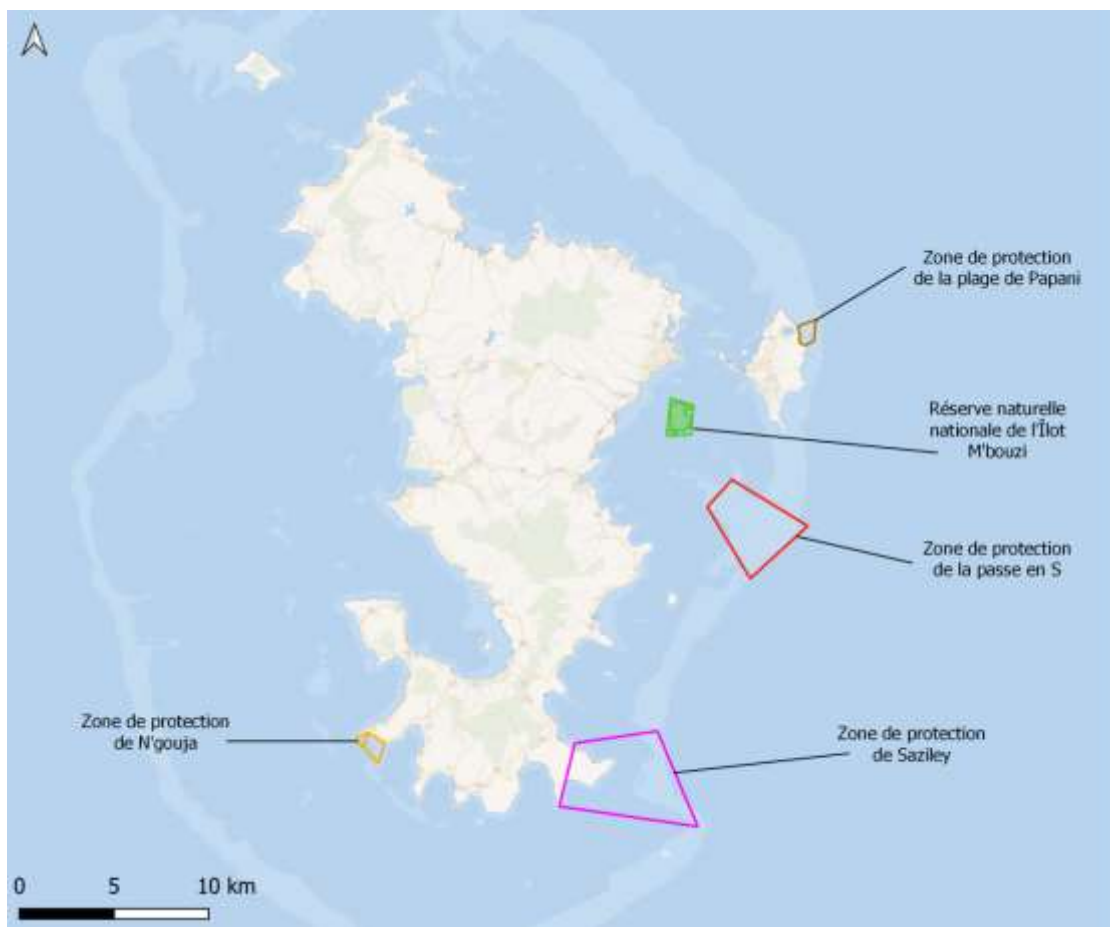 Zone de protection
de la plage de Papani
Réserve naturelle
nationale de l'Îlot
M'bouzi
Zone de protection
de la passe en S
Zone de protection
de N'gouja
Zone de protection
de Saziley
0 5 10 km